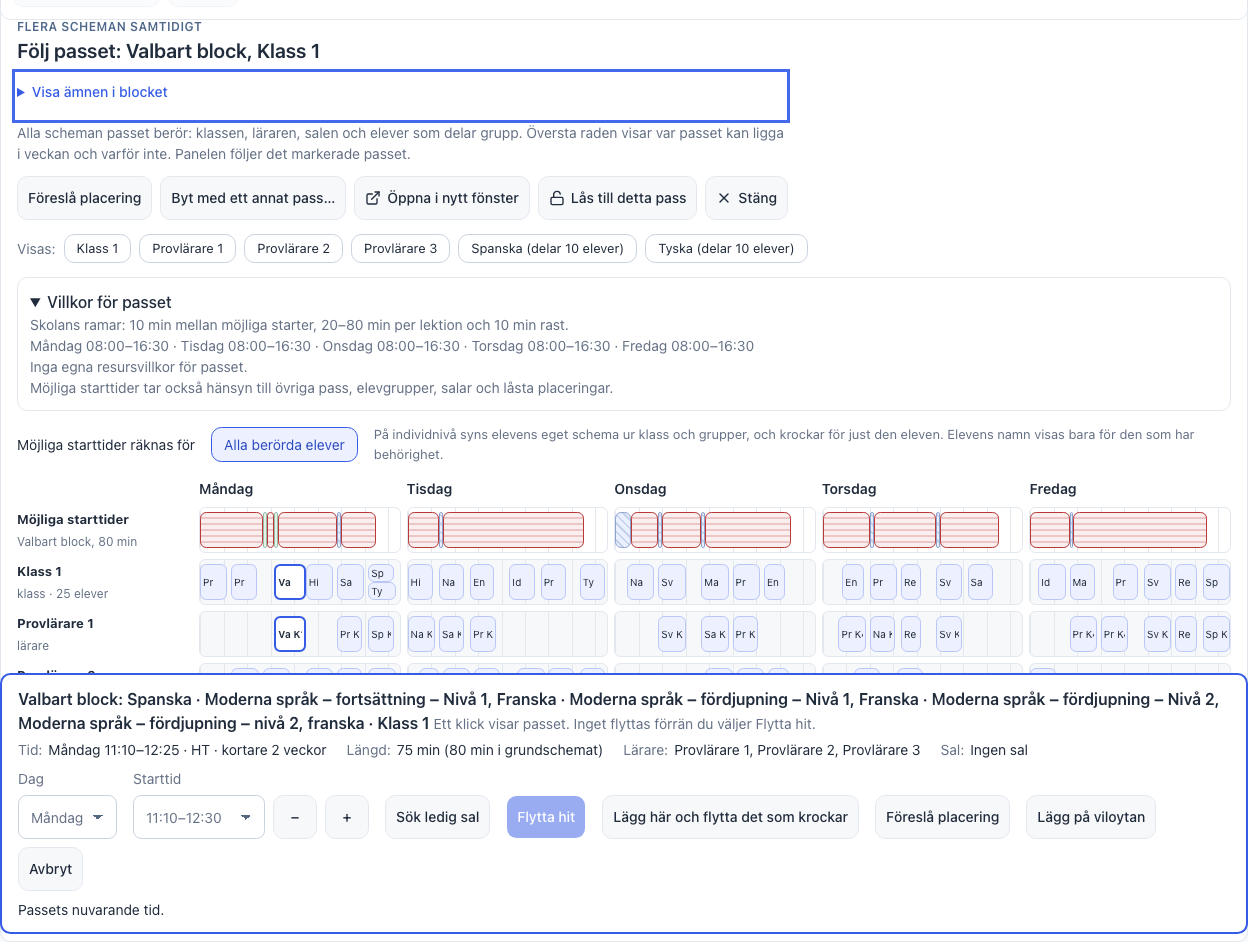 FLERA SCHEMAN SAMTIDIGT
Följ passet: Valbart block, Klass 1
Visa ämnen i blocket
Alla scheman passet berör: klassen, läraren, salen och elever som delar grupp. Översta raden visar var passet kan ligga
i veckan och varför inte. Panelen följer det markerade passet.
Föreslå placering
Byt med ett annat pass...
Öppna i nytt fönster
Lås till detta pass
Stäng
Visas: Klass 1 Provlärare 1 Provlärare 2 Provlärare 3 Spanska (delar 10 elever) Tyska (delar 10 elever)
Villkor för passet
Skolans ramar: 10 min mellan möjliga starter, 20–80 min per lektion och 10 min rast.
Måndag 08:00–16:30 · Tisdag 08:00–16:30 · Onsdag 08:00–16:30 · Torsdag 08:00–16:30 · Fredag 08:00–16:30
Inga egna resursvillkor för passet.
Möjliga starttider tar också hänsyn till övriga pass, elevgrupper, salar och låsta placeringar.
Möjliga starttider räknas för
Alla berörda elever
På individnivå syns elevens eget schema ur klass och grupper, och krockar för just den eleven. Elevens namn visas bara för den som har
behörighet.
Måndag Tisdag Onsdag Torsdag Fredag
Möjliga starttider
Valbart block, 80 min
Klass 1
klass · 25 elever
Pr Pr Va Hi Sa Sp Ty Hi Na En Id Pr Ty Na Sv Ma Pr En En Pr Re Sv Sa Id Ma Pr Sv Re Sp
Provlärare 1
lärare
Va K Pr K Sp K Na K Sa K Pr K Sv K Sa K Pr K Pr K Na K Re Sv K Pr K Pr K Sv K Re Sp K
Valbart block: Spanska · Moderna språk – fortsättning – Nivå 1, Franska · Moderna språk – fördjupning – Nivå 1, Franska · Moderna språk – fördjupning – Nivå 2,
Moderna språk – fördjupning – nivå 2, franska · Klass 1 Ett klick visar passet. Inget flyttas förrän du väljer Flytta hit.
Tid: Måndag 11:10–12:25 · HT · kortare 2 veckor Längd: 75 min (80 min i grundschemat) Lärare: Provlärare 1, Provlärare 2, Provlärare 3 Sal: Ingen sal
Dag Starttid
Måndag 11:10–12:30 − + Sök ledig sal Flytta hit Lägg här och flytta det som krockar Föreslå placering Lägg på viloytan
Avbryt
Passets nuvarande tid.